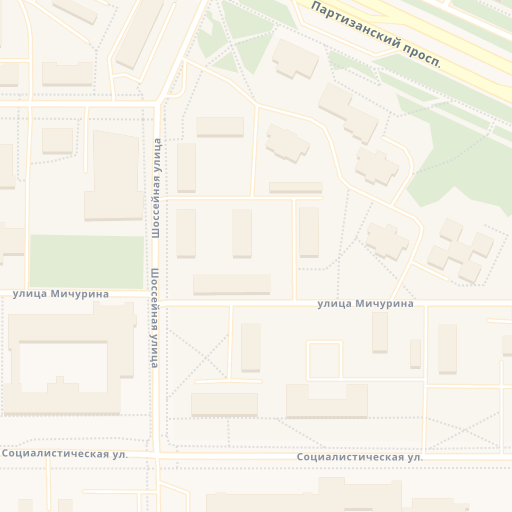 Партизанский просп.
Шоссейная улица
Шоссейная улица
улица Мичурина
улица Мичурина
Социалистическая ул.
Социалистическая ул.